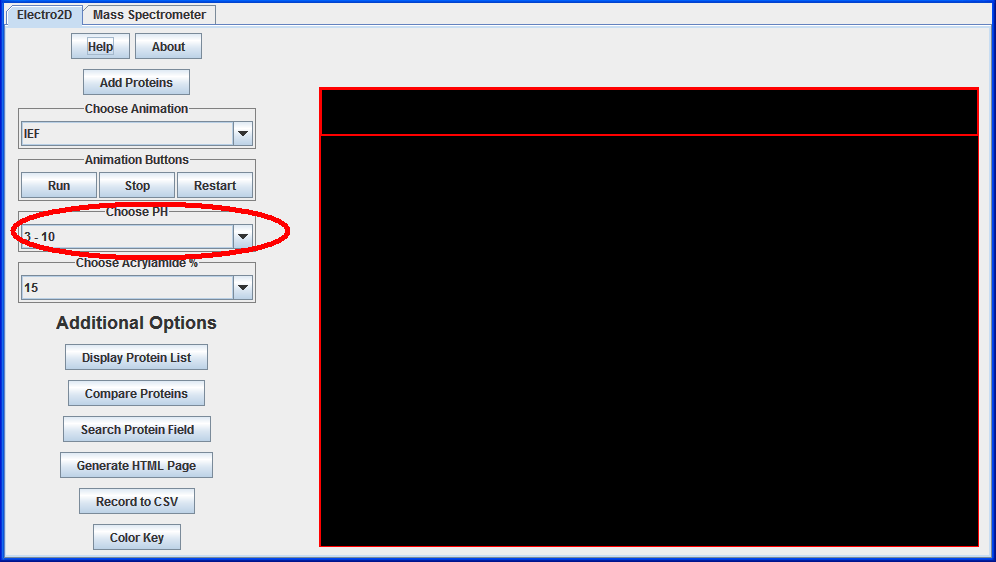 Electro2D Mass Spectrometer
Help About
Add Proteins
Choose Animation
IEF
Animation Buttons
Run Stop Restart
Choose PH
3 - 10
Choose Acrylamide %
15
Additional Options
Display Protein List
Compare Proteins
Search Protein Field
Generate HTML Page
Record to CSV
Color Key